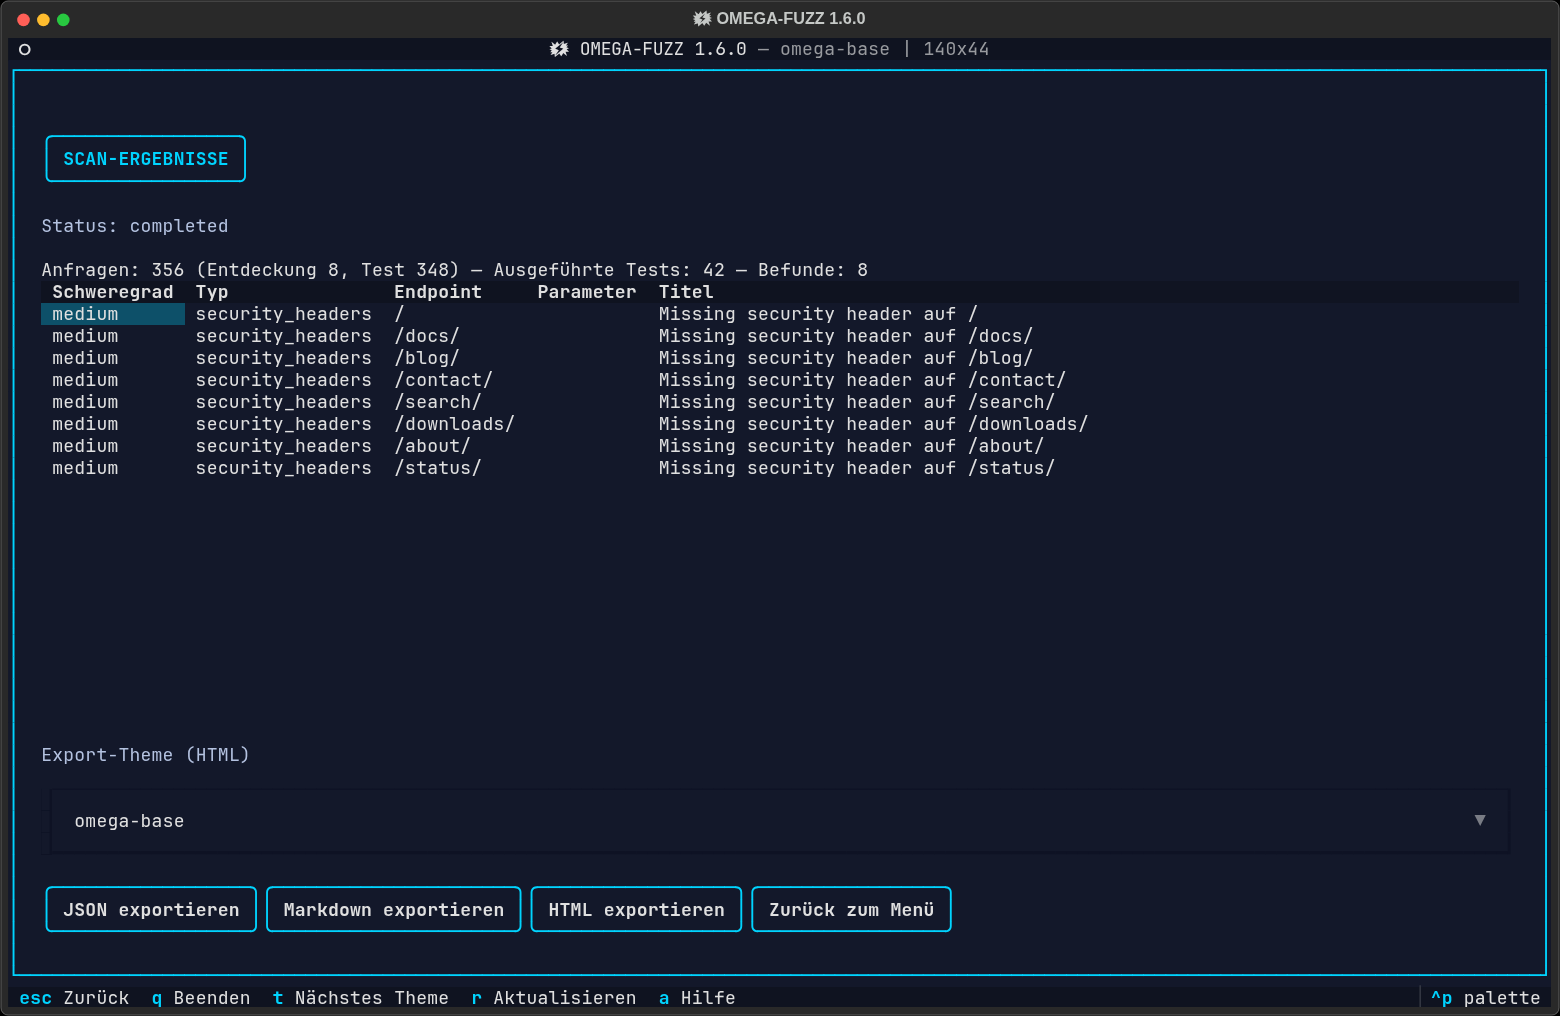 OMEGA-FUZZ 1.6.0
OMEGA-FUZZ 1.6.0 — omega-base | 140x44
SCAN-ERGEBNISSE
Status: completed
Anfragen: 356 (Entdeckung 8, Test 348) — Ausgeführte Tests: 42 — Befunde: 8
Schweregrad Typ Endpoint Parameter Titel
medium security_headers / Missing security header auf /
medium security_headers /docs/ Missing security header auf /docs/
medium security_headers /blog/ Missing security header auf /blog/
medium security_headers /contact/ Missing security header auf /contact/
medium security_headers /search/ Missing security header auf /search/
medium security_headers /downloads/ Missing security header auf /downloads/
medium security_headers /about/ Missing security header auf /about/
medium security_headers /status/ Missing security header auf /status/
Export-Theme (HTML)
omega-base ▼
JSON exportieren Markdown exportieren HTML exportieren Zurück zum Menü
esc Zurück q Beenden t Nächstes Theme r Aktualisieren a Hilfe ^p palette